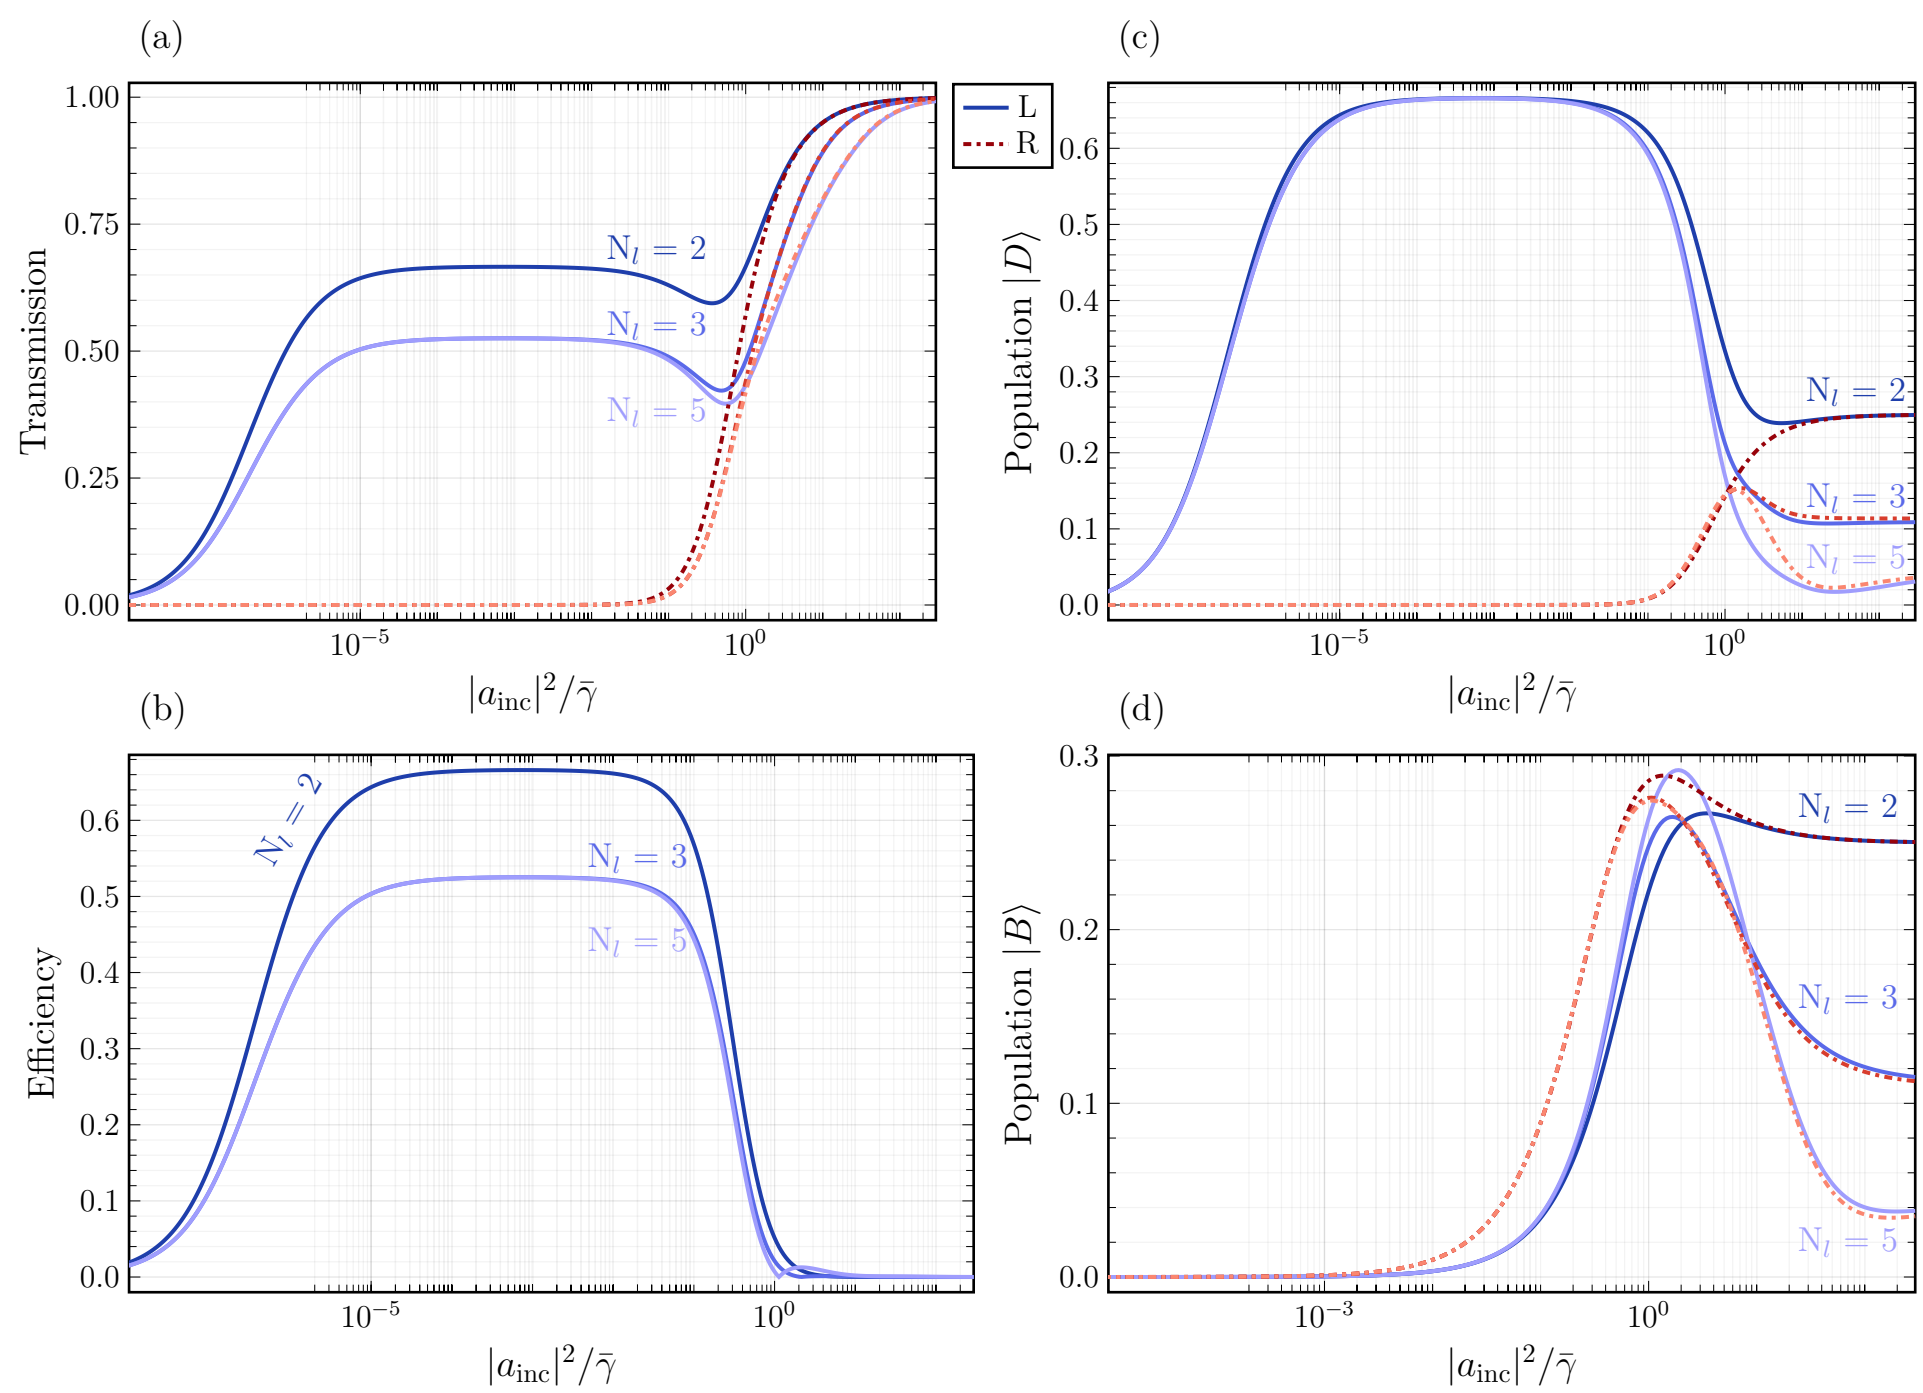 (a)
1.00
0.75
0.50
0.25
0.00
Transmission
N_l = 2
N_l = 3
N_l = 5
10^−5
10^0
|a_inc|^2/γ̄
L
R
(c)
0.6
0.5
0.4
0.3
0.2
0.1
0.0
Population |D⟩
N_l = 2
N_l = 3
N_l = 5
10^−5
10^0
|a_inc|^2/γ̄
(b)
0.6
0.5
0.4
0.3
0.2
0.1
0.0
Efficiency
N_l = 2
N_l = 3
N_l = 5
10^−5
10^0
|a_inc|^2/γ̄
(d)
0.3
0.2
0.1
0.0
Population |B⟩
N_l = 2
N_l = 3
N_l = 5
10^−3
10^0
|a_inc|^2/γ̄